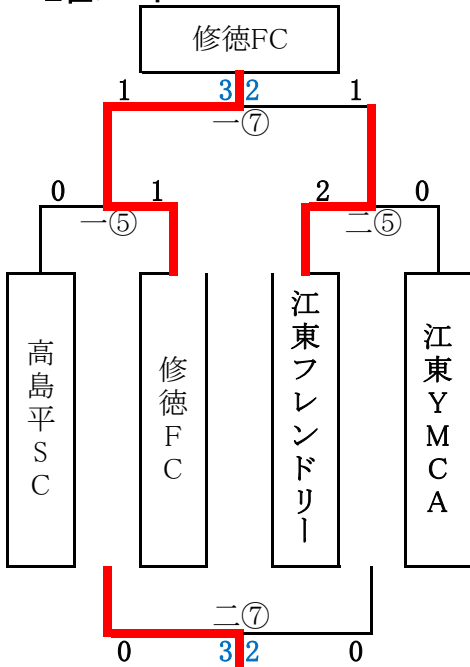 修徳FC
1 3 2 1
一⑦
0 1 2 0
一⑤ 二⑤
高島平SC
修徳FC
江東フレンドリー
江東YMCA
二⑦
0 3 2 0